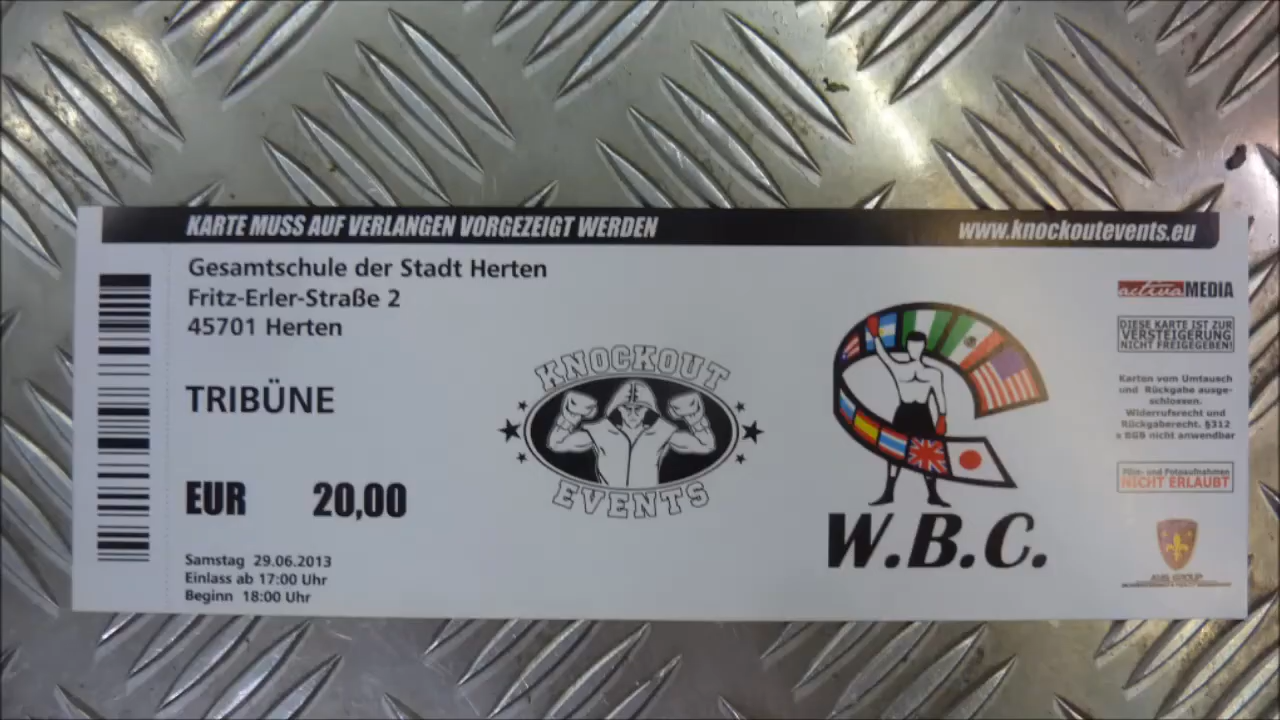 KARTE MUSS AUF VERLANGEN VORGEZEIGT WERDEN
www.knockoutevents.eu
Gesamtschule der Stadt Herten
Fritz-Erler-Straße 2
45701 Herten
TRIBÜNE
EUR 20,00
Samstag 29.06.2013
Einlass ab 17:00 Uhr
Beginn 18:00 Uhr
KNOCKOUT
EVENTS
W.B.C.
activa MEDIA
DIESE KARTE IST ZUR
VERSTEIGERUNG
NICHT FREIGEGEBEN!
Karten vom Umtausch
und Rückgabe ausge-
schlossen.
Widerrufsrecht und
Rückgaberecht. §312
BGB nicht anwendbar
Film- und Fotoaufnahmen
NICHT ERLAUBT
GROUP